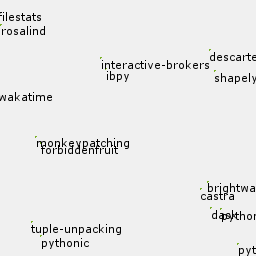 filestats
rosalind
descarte
interactive-brokers
ibpy
shapely
wakatime
monkeypatching
forbiddenfruit
brightwa
castra
dask
python
tuple-unpacking
pythonic
pyt